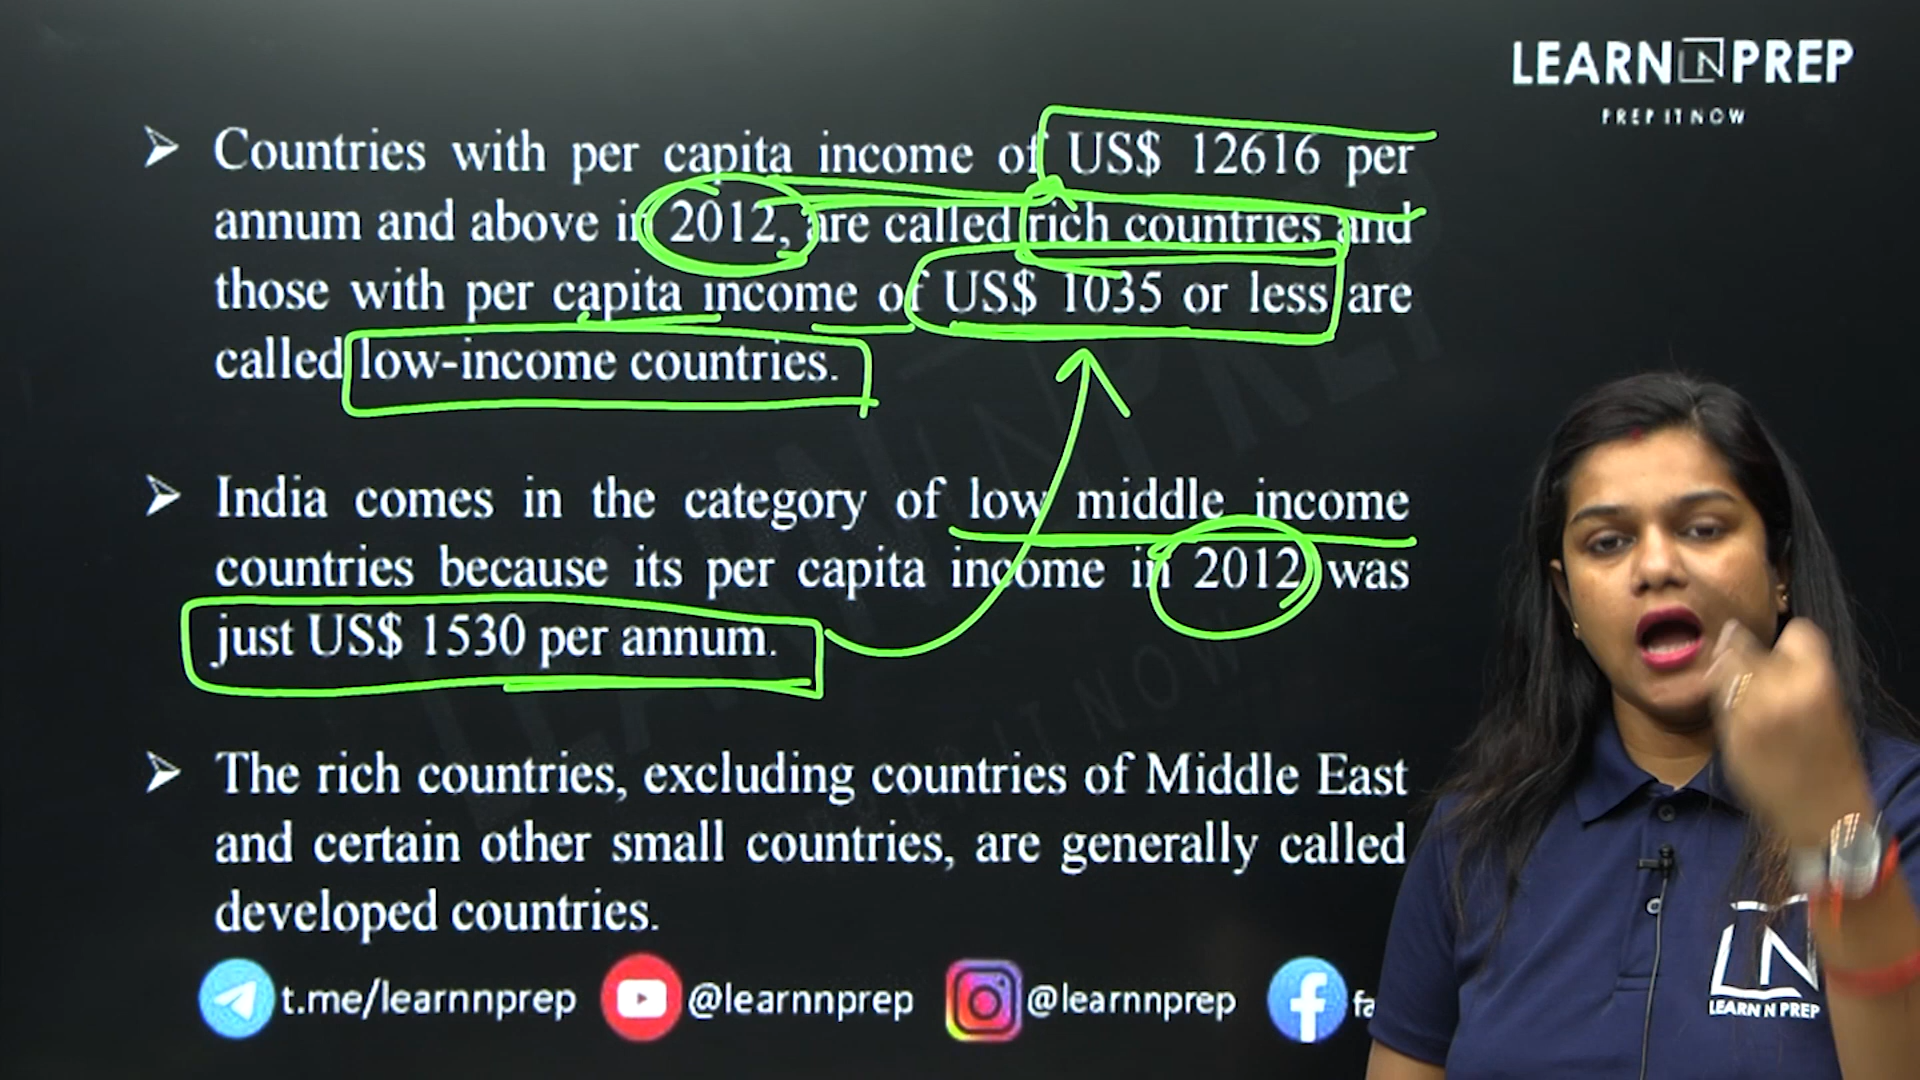 LEARN LN PREP
PREP IT NOW
➢ Countries with per capita income of US$ 12616 per
annum and above in 2012, are called rich countries and
those with per capita income of US$ 1035 or less are
called low-income countries.
➢ India comes in the category of low middle income
countries because its per capita income in 2012 was
just US$ 1530 per annum.
➢ The rich countries, excluding countries of Middle East
and certain other small countries, are generally called
developed countries.
t.me/learnnprep @learnnprep @learnnprep fa
LN
LEARN N PREP